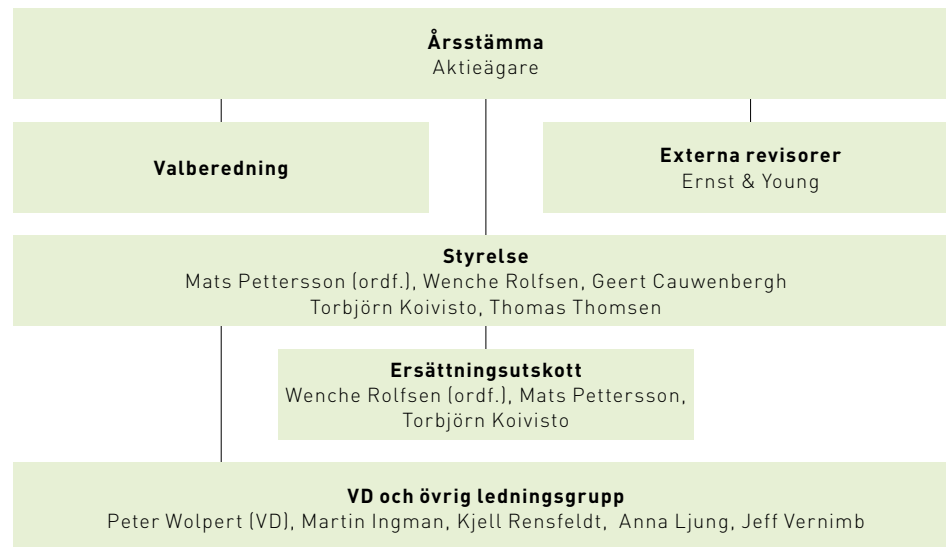 Årsstämma
Aktieägare
Valberedning
Externa revisorer
Ernst & Young
Styrelse
Mats Pettersson (ordf.), Wenche Rolfsen, Geert Cauwenbergh
Torbjörn Koivisto, Thomas Thomsen
Ersättningsutskott
Wenche Rolfsen (ordf.), Mats Pettersson,
Torbjörn Koivisto
VD och övrig ledningsgrupp
Peter Wolpert (VD), Martin Ingman, Kjell Rensfeldt, Anna Ljung, Jeff Vernimb